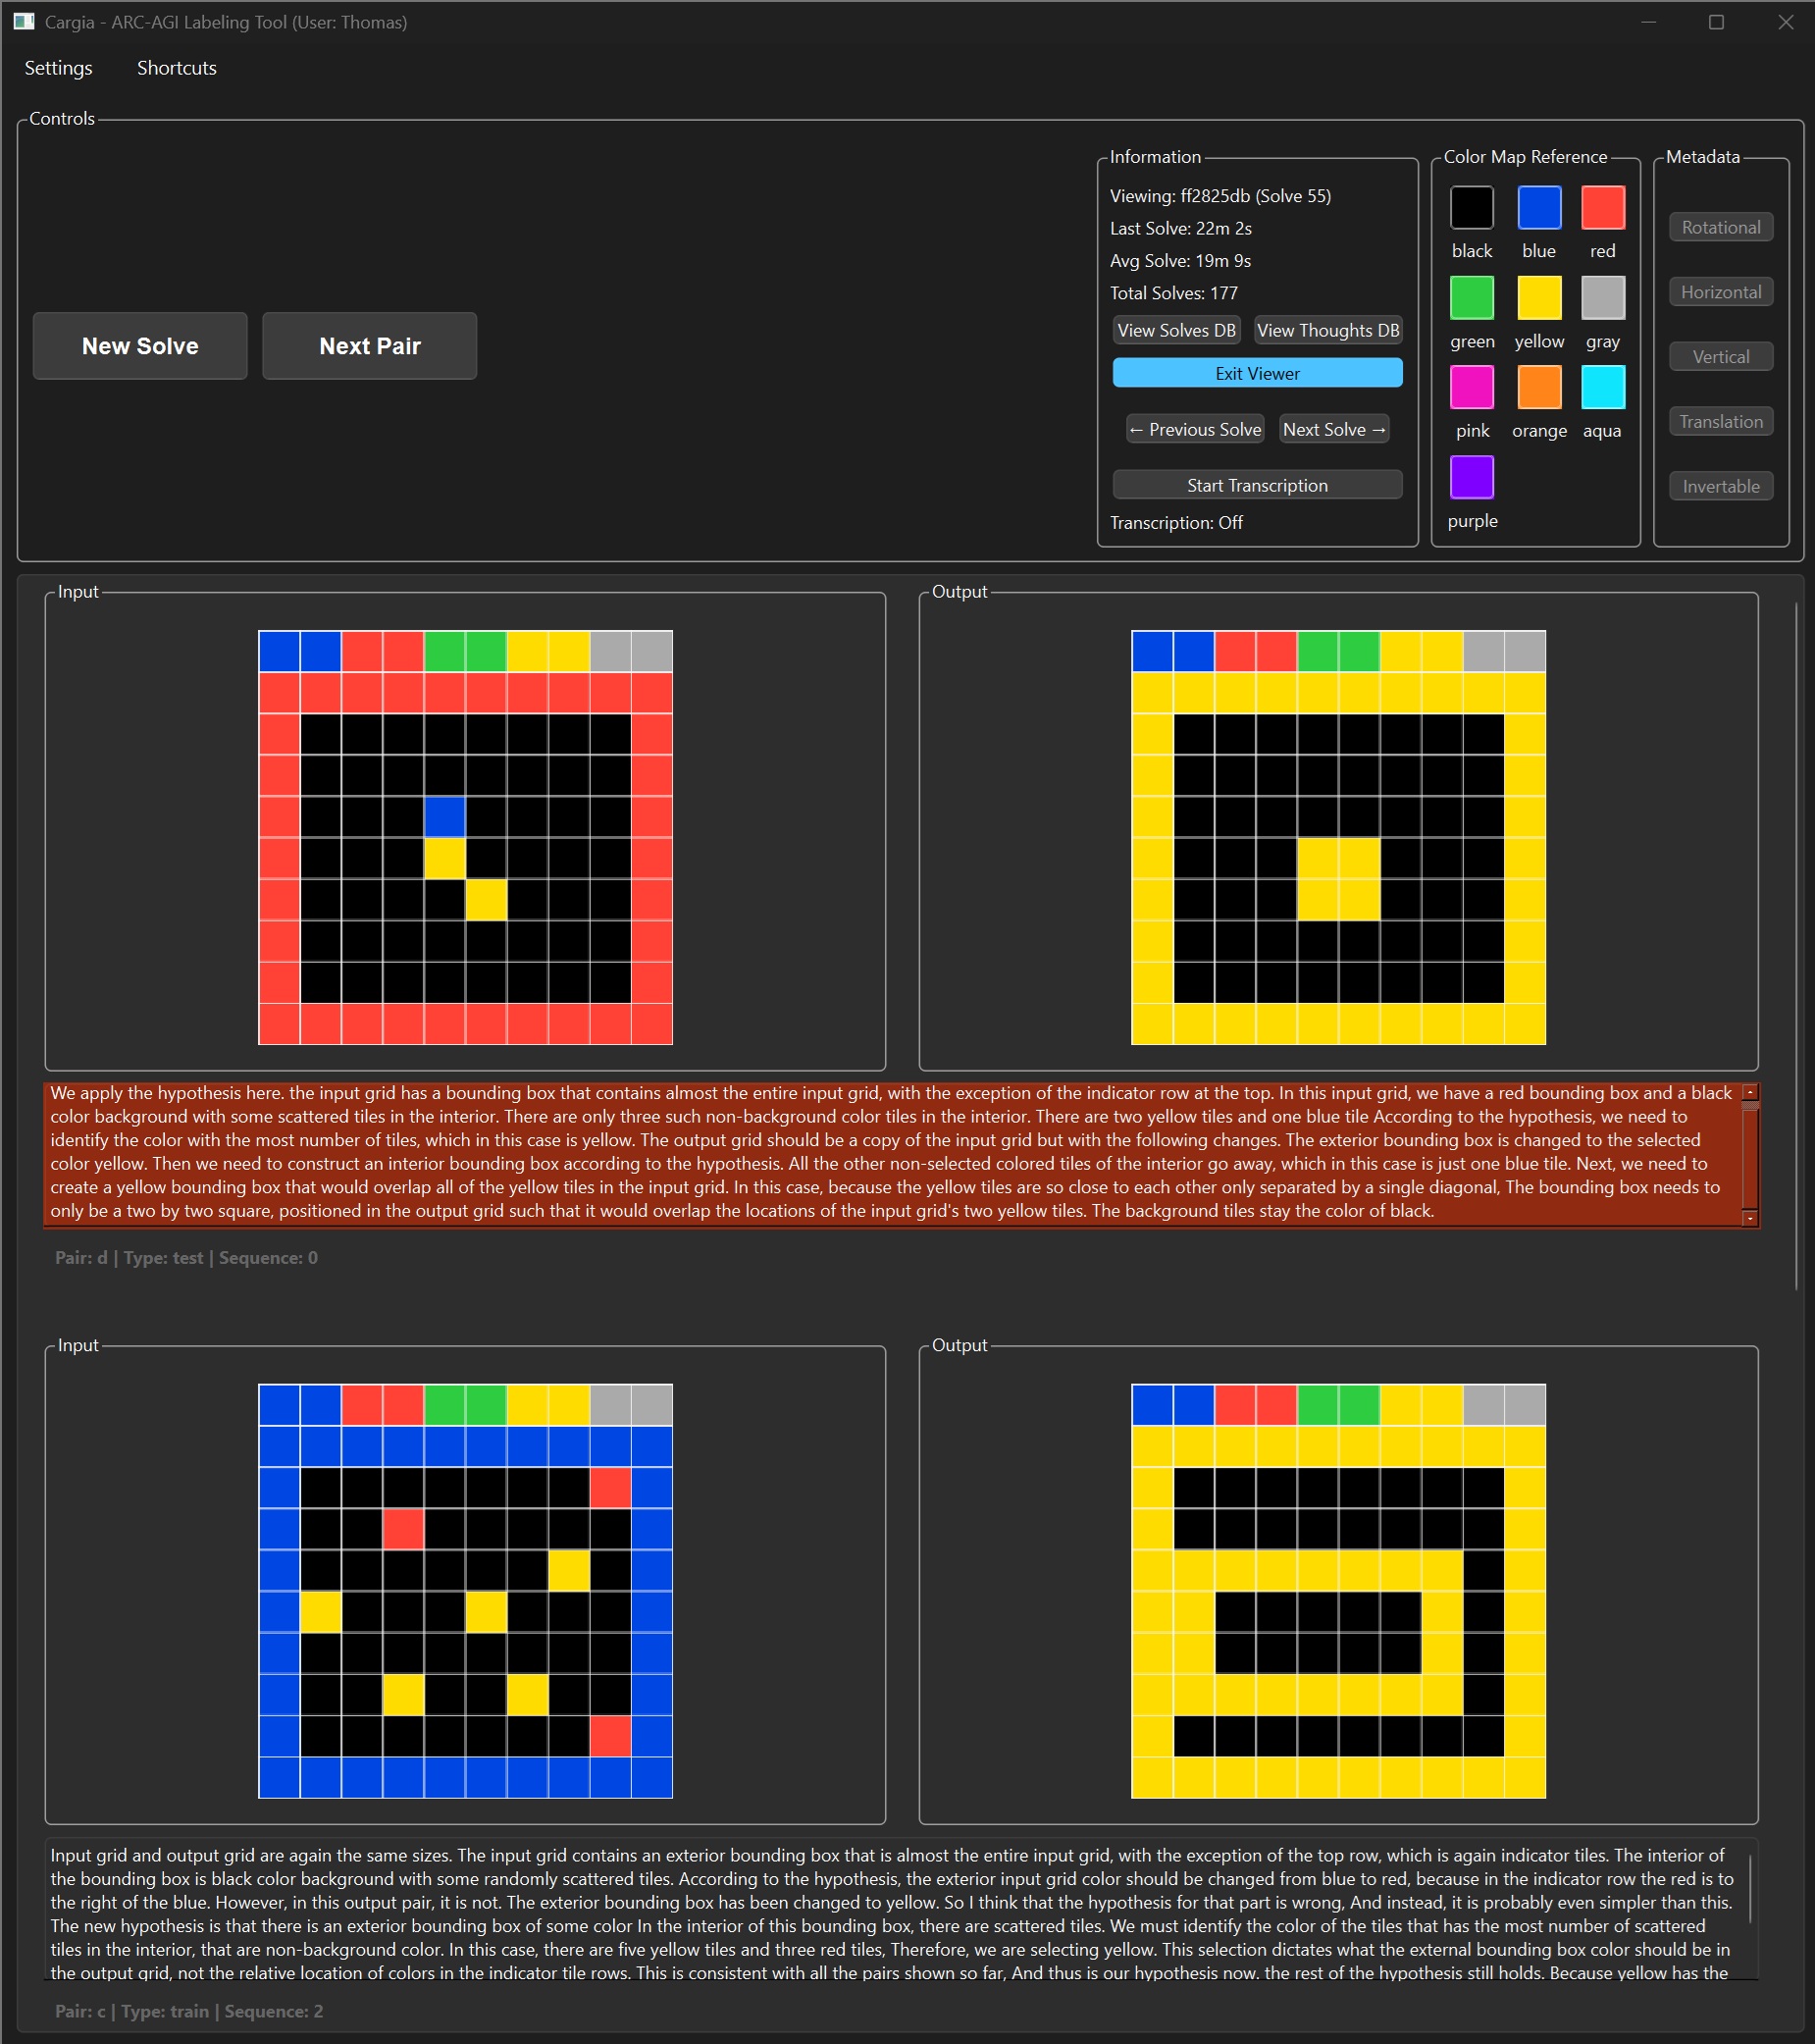 Cargia - ARC-AGI Labeling Tool (User: Thomas)
Settings Shortcuts
Controls
New Solve Next Pair
Information
Viewing: ff2825db (Solve 55)
Last Solve: 22m 2s
Avg Solve: 19m 9s
Total Solves: 177
View Solves DB View Thoughts DB
Exit Viewer
← Previous Solve Next Solve →
Start Transcription
Transcription: Off
Color Map Reference
black blue red
green yellow gray
pink orange aqua
purple
Metadata
Rotational
Horizontal
Vertical
Translation
Invertable
Input
Output
We apply the hypothesis here. the input grid has a bounding box that contains almost the entire input grid, with the exception of the indicator row at the top. In this input grid, we have a red bounding box and a black
color background with some scattered tiles in the interior. There are only three such non-background color tiles in the interior. There are two yellow tiles and one blue tile According to the hypothesis, we need to
identify the color with the most number of tiles, which in this case is yellow. The output grid should be a copy of the input grid but with the following changes. The exterior bounding box is changed to the selected
color yellow. Then we need to construct an interior bounding box according to the hypothesis. All the other non-selected colored tiles of the interior go away, which in this case is just one blue tile. Next, we need to
create a yellow bounding box that would overlap all of the yellow tiles in the input grid. In this case, because the yellow tiles are so close to each other only separated by a single diagonal, The bounding box needs to
only be a two by two square, positioned in the output grid such that it would overlap the locations of the input grid's two yellow tiles. The background tiles stay the color of black.
Pair: d | Type: test | Sequence: 0
Input
Output
Input grid and output grid are again the same sizes. The input grid contains an exterior bounding box that is almost the entire input grid, with the exception of the top row, which is again indicator tiles. The interior of
the bounding box is black color background with some randomly scattered tiles. According to the hypothesis, the exterior input grid color should be changed from blue to red, because in the indicator row the red is to
the right of the blue. However, in this output pair, it is not. The exterior bounding box has been changed to yellow. So I think that the hypothesis for that part is wrong, And instead, it is probably even simpler than this.
The new hypothesis is that there is an exterior bounding box of some color In the interior of this bounding box, there are scattered tiles. We must identify the color of the tiles that has the most number of scattered
tiles in the interior, that are non-background color. In this case, there are five yellow tiles and three red tiles, Therefore, we are selecting yellow. This selection dictates what the external bounding box color should be in
the output grid, not the relative location of colors in the indicator tile rows. This is consistent with all the pairs shown so far, And thus is our hypothesis now. the rest of the hypothesis still holds. Because yellow has the
Pair: c | Type: train | Sequence: 2